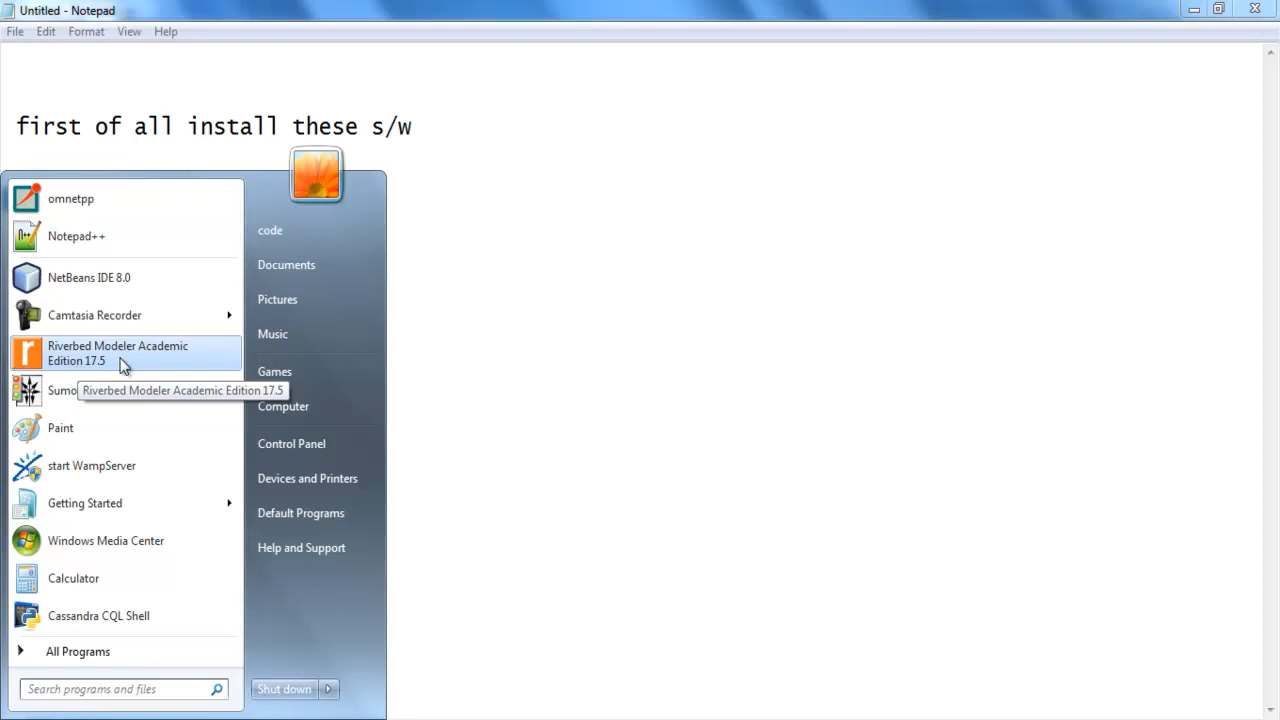 Untitled - Notepad
File Edit Format View Help
first of all install these s/w
omnetpp
Notepad++
NetBeans IDE 8.0
Camtasia Recorder
Riverbed Modeler Academic
Edition 17.5
Sumo
Riverbed Modeler Academic Edition 17.5
Paint
start WampServer
Getting Started
Windows Media Center
Calculator
Cassandra CQL Shell
All Programs
Search programs and files
code
Documents
Pictures
Music
Games
Computer
Control Panel
Devices and Printers
Default Programs
Help and Support
Shut down